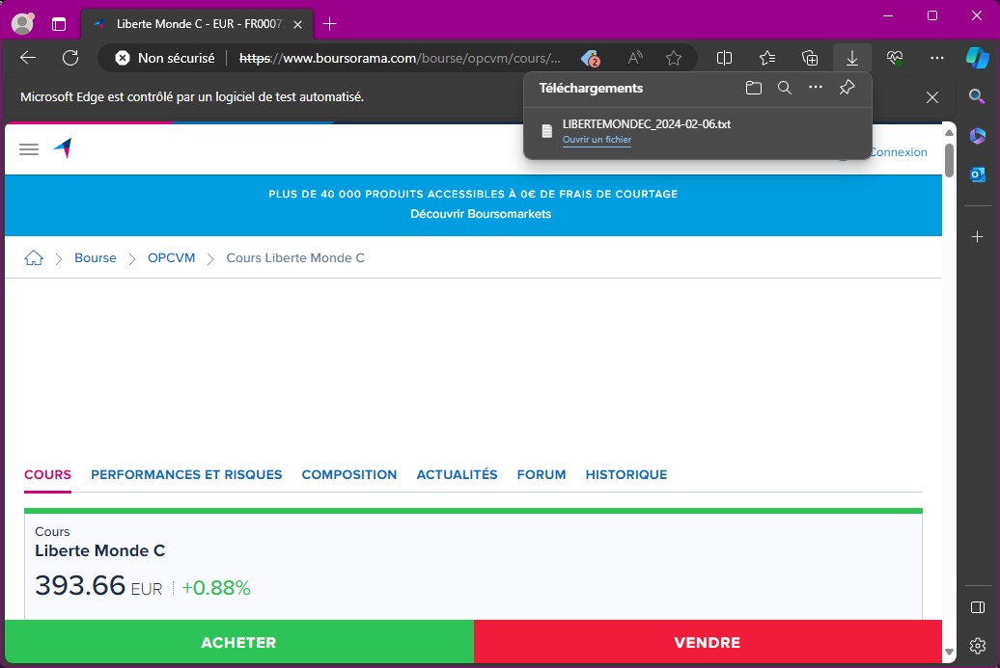 Liberte Monde C - EUR - FR0007
Non sécurisé
https://www.boursorama.com/bourse/opcvm/cours/...
2
Microsoft Edge est contrôlé par un logiciel de test automatisé.
Téléchargements
LIBERTEMONDEC_2024-02-06.txt
Ouvrir un fichier
Connexion
PLUS DE 40 000 PRODUITS ACCESSIBLES À 0€ DE FRAIS DE COURTAGE
Découvrir Boursomarkets
Bourse
OPCVM
Cours Liberte Monde C
COURS PERFORMANCES ET RISQUES COMPOSITION ACTUALITÉS FORUM HISTORIQUE
Cours
Liberte Monde C
393.66 EUR +0.88%
ACHETER
VENDRE